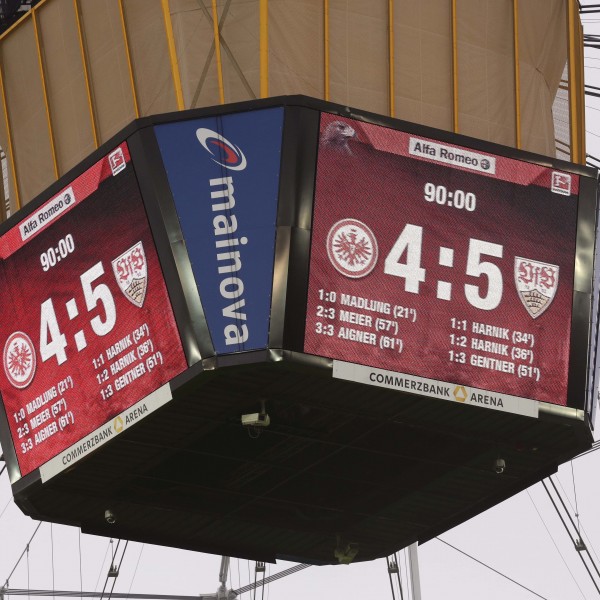 Alfa Romeo
90:00
4:5
VfB
1:0 MADLUNG (21')
2:3 MEIER (57')
3:3 AIGNER (61')
1:1 HARNIK (34')
1:2 HARNIK (36')
1:3 GENTNER (51')
COMMERZBANK ARENA
mainova
Alfa Romeo
90:00
4:5
VfB
1:0 MADLUNG (21')
2:3 MEIER (57')
3:3 AIGNER (61')
1:1 HARNIK (34')
1:2 HARNIK (36')
1:3 GENTNER (51')
COMMERZBANK ARENA